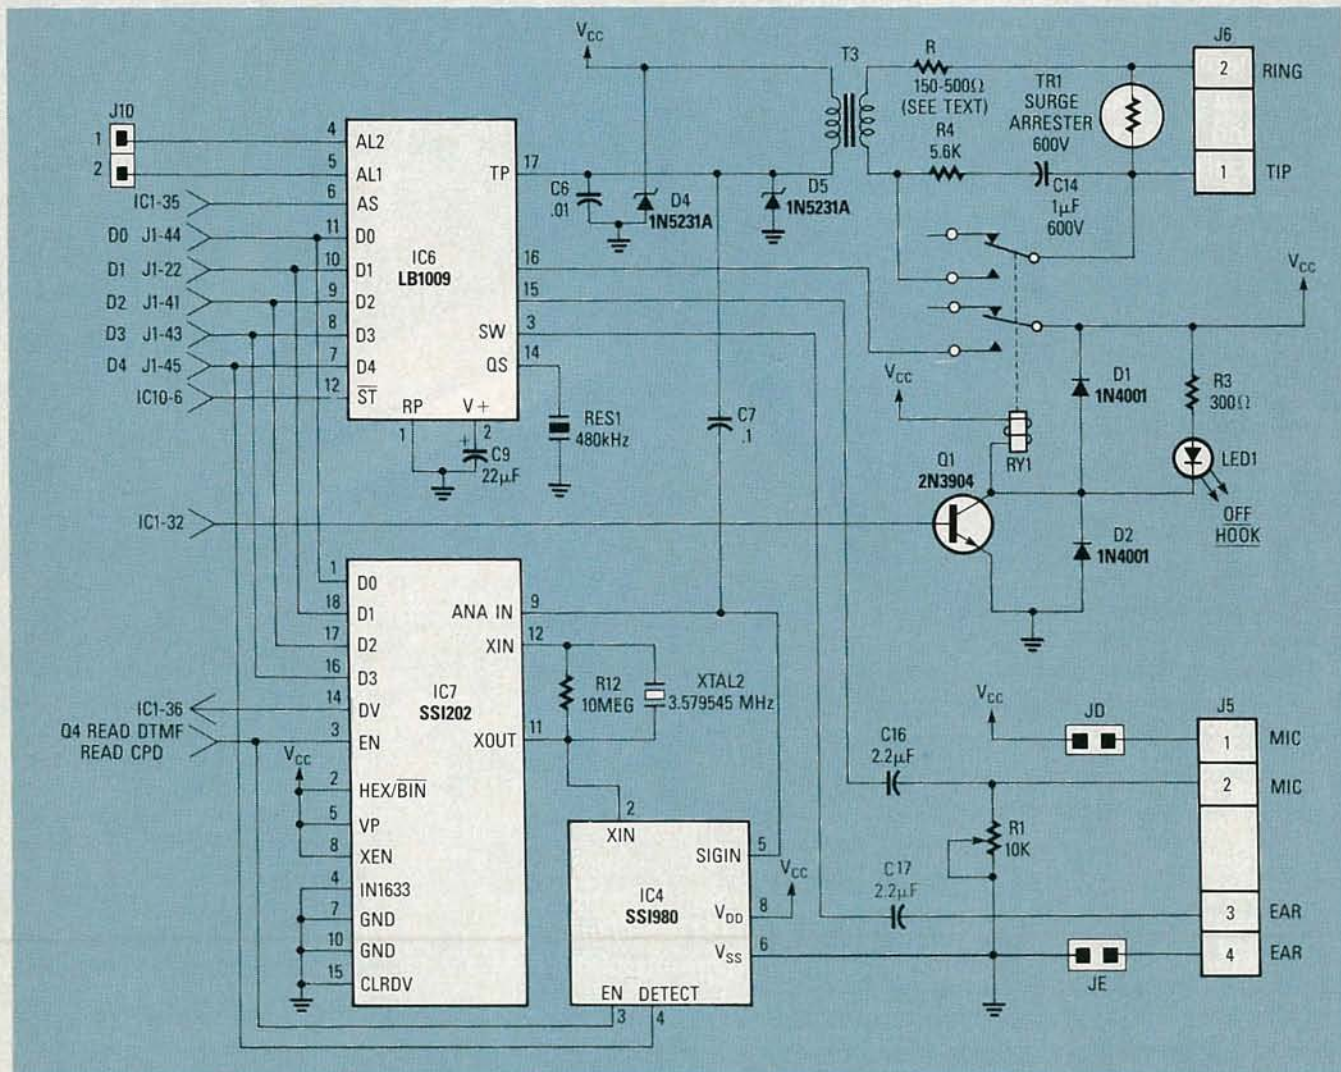 VCC
J6
T3
R
150-500Ω
(SEE TEXT)
TR1
SURGE
ARRESTER
600V
2
RING
R4
5.6K
1
TIP
C14
1µF
600V
J10
1
2
4
5
6
11
10
9
8
7
12
AL2
AL1
AS
D0
D1
D2
D3
D4
ST
TP
IC6
LB1009
SW
QS
RP
V+
17
16
15
3
14
1
2
IC1-35
D0 J1-44
D1 J1-22
D2 J1-41
D3 J1-43
D4 J1-45
IC10-6
C6
.01
D4
1N5231A
D5
1N5231A
+
C9
22µF
RES1
480kHz
C7
.1
VCC
VCC
RY1
D1
1N4001
R3
300Ω
LED1
OFF
HOOK
Q1
2N3904
D2
1N4001
IC1-32
1
18
17
16
14
3
2
5
8
4
7
10
15
D0
D1
D2
D3
DV
EN
HEX/BIN
VP
XEN
IN1633
GND
GND
CLRDV
ANA IN
XIN
IC7
SSI202
XOUT
9
12
11
IC1-36
Q4 READ DTMF
READ CPD
VCC
R12
10MEG
XTAL2
3.579545 MHz
2
XIN
SIGIN
5
IC4
SSI980
VDD
8
VCC
VSS
6
EN DETECT
3
4
C16
2.2µF
C17
2.2µF
VCC
JD
R1
10K
JE
J5
1
MIC
2
MIC
3
EAR
4
EAR